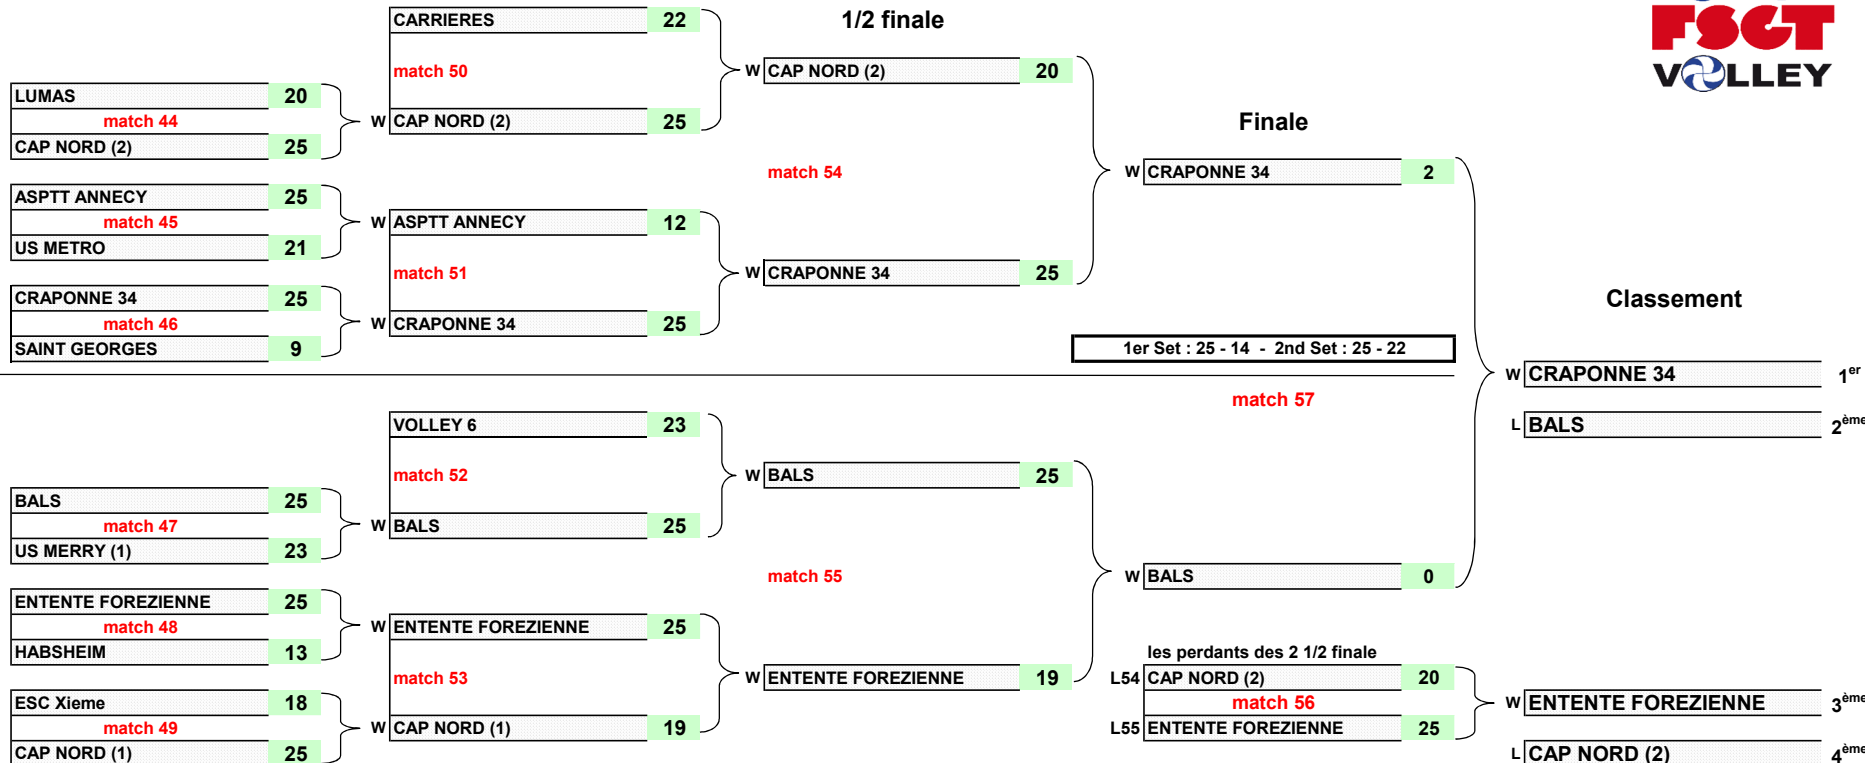 FSGT
VOLLEY
CARRIERES 22
1/2 finale
match 50
W CAP NORD (2) 20
LUMAS 20
match 44
W CAP NORD (2) 25
Finale
CAP NORD (2) 25
match 54
W CRAPONNE 34 2
ASPTT ANNECY 25
match 45
W ASPTT ANNECY 12
US METRO 21
match 51
W CRAPONNE 34 25
CRAPONNE 34 25
Classement
match 46
W CRAPONNE 34 25
SAINT GEORGES 9
1er Set : 25 - 14 - 2nd Set : 25 - 22
W CRAPONNE 34 1er
match 57
VOLLEY 6 23
L BALS 2ème
match 52
W BALS 25
BALS 25
match 47
W BALS 25
US MERRY (1) 23
match 55
W BALS 0
ENTENTE FOREZIENNE 25
match 48
W ENTENTE FOREZIENNE 25
HABSHEIM 13
les perdants des 2 1/2 finale
match 53
W ENTENTE FOREZIENNE 19
L54 CAP NORD (2) 20
ESC Xieme 18
match 56
W ENTENTE FOREZIENNE 3ème
match 49
W CAP NORD (1) 19
L55 ENTENTE FOREZIENNE 25
CAP NORD (1) 25
L CAP NORD (2) 4ème